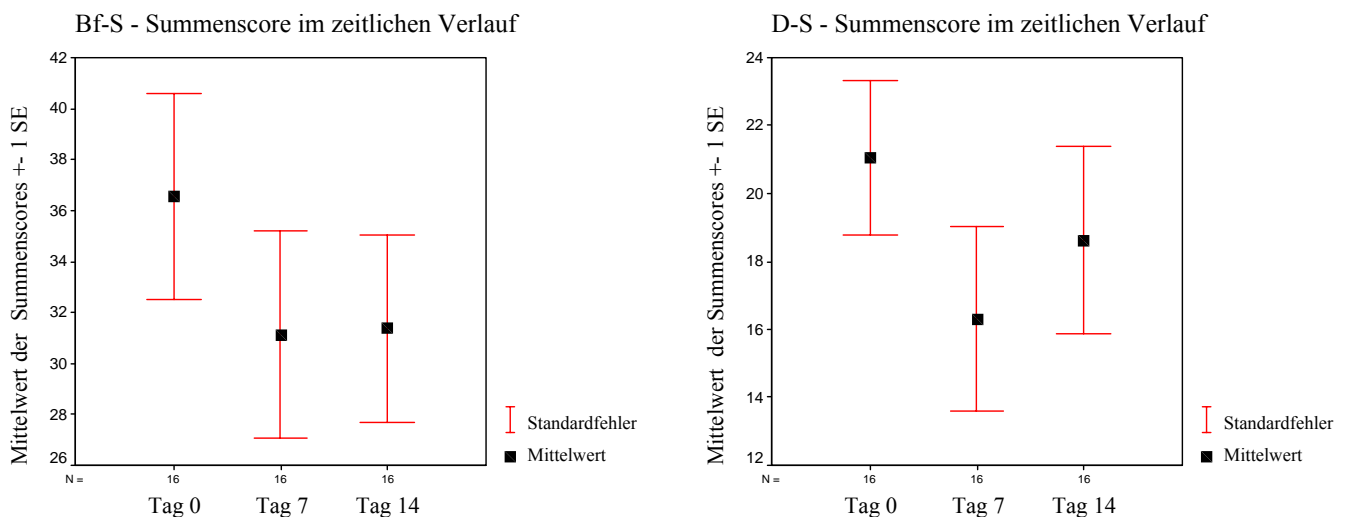 Bf-S - Summenscore im zeitlichen Verlauf
Mittelwert der Summenscores +- 1 SE
42
40
38
36
34
32
30
28
26
N = 16 16 16
Tag 0 Tag 7 Tag 14
Standardfehler
Mittelwert
D-S - Summenscore im zeitlichen Verlauf
Mittelwert der Summenscores +- 1 SE
24
22
20
18
16
14
12
N = 16 16 16
Tag 0 Tag 7 Tag 14
Standardfehler
Mittelwert